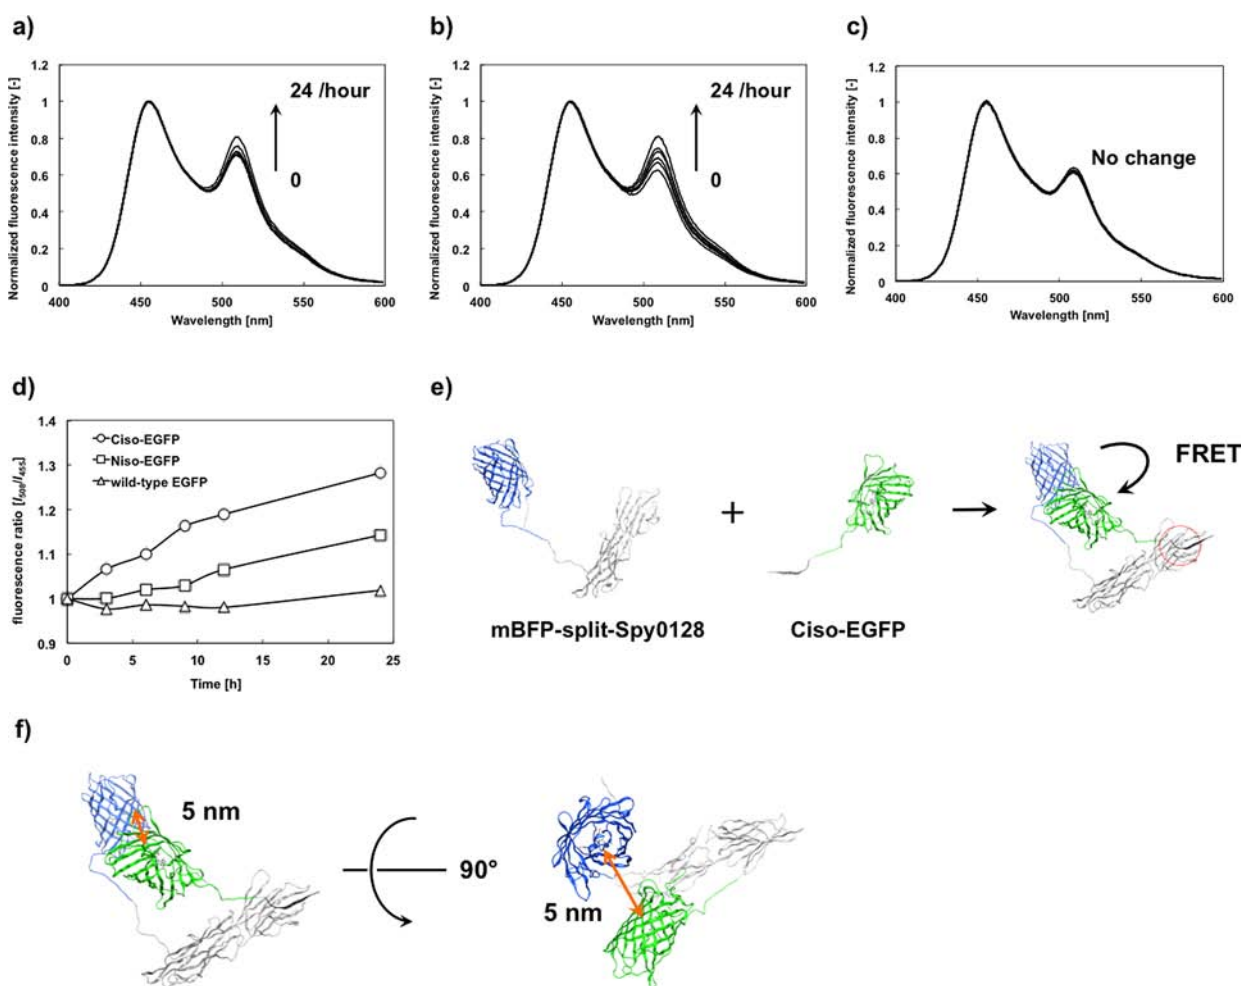 a)
Normalized fluorescence intensity [-]
1.2
1
0.8
0.6
0.4
0.2
0
24 /hour
0
400 450 500 550 600
Wavelength [nm]
b)
Normalized fluorescence intensity [-]
1.2
1
0.8
0.6
0.4
0.2
0
24 /hour
0
400 450 500 550 600
Wavelength [nm]
c)
Normalized fluorescence intensity [-]
1.2
1
0.8
0.6
0.4
0.2
0
No change
400 450 500 550 600
Wavelength [nm]
d)
1.4
1.3
1.2
1.1
1
0.9
Ciso-EGFP
Niso-EGFP
wild-type EGFP
0 5 10 15 20 25
Time [h]
e)
+
FRET
mBFP-split-Spy0128
Ciso-EGFP
f)
5 nm
90°
5 nm